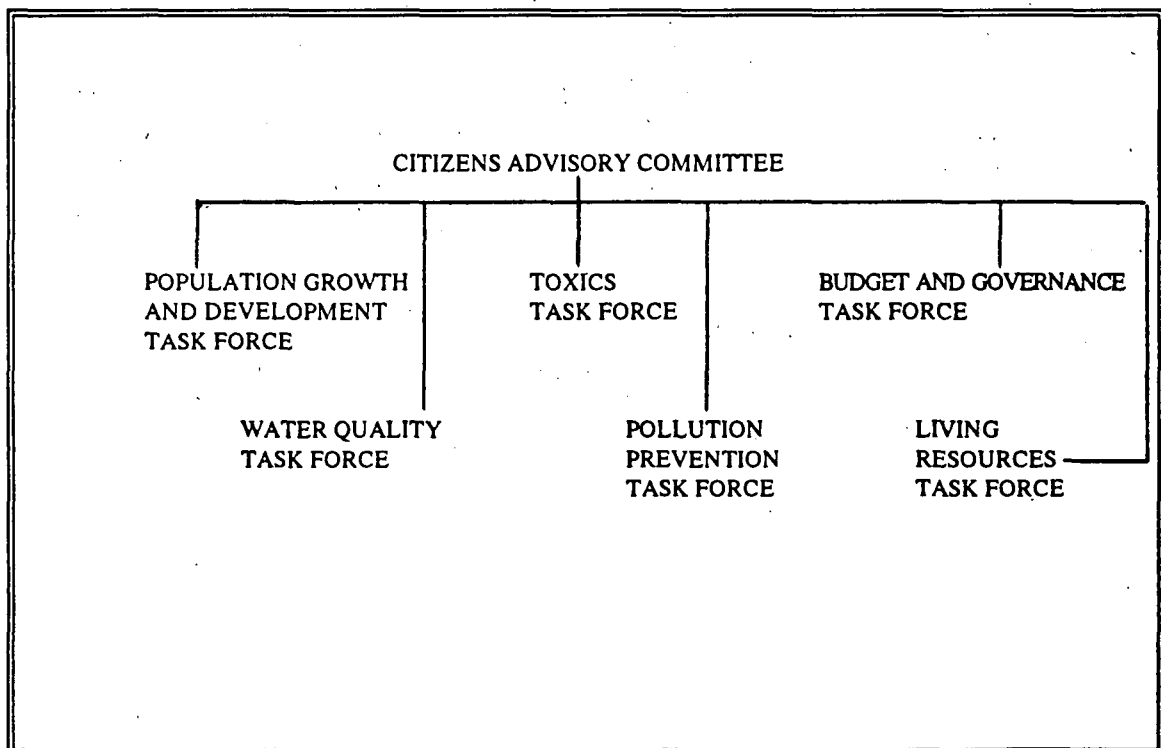 CITIZENS ADVISORY COMMITTEE
POPULATION GROWTH
AND DEVELOPMENT
TASK FORCE
TOXICS
TASK FORCE
BUDGET AND GOVERNANCE
TASK FORCE
WATER QUALITY
TASK FORCE
POLLUTION
PREVENTION
TASK FORCE
LIVING
RESOURCES
TASK FORCE